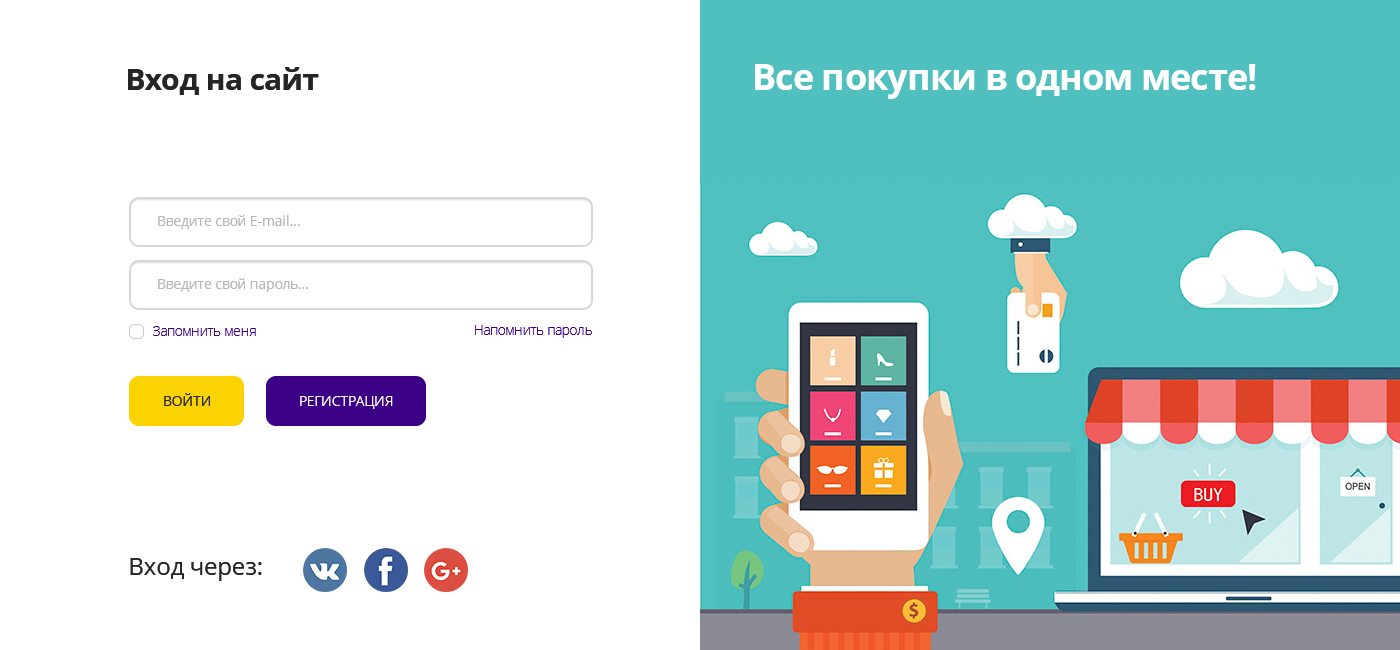 Вход на сайт
Введите свой E-mail...
Введите свой пароль...
Запомнить меня
Напомнить пароль
ВОЙТИ
РЕГИСТРАЦИЯ
Вход через:
Все покупки в одном месте!
BUY
OPEN
$